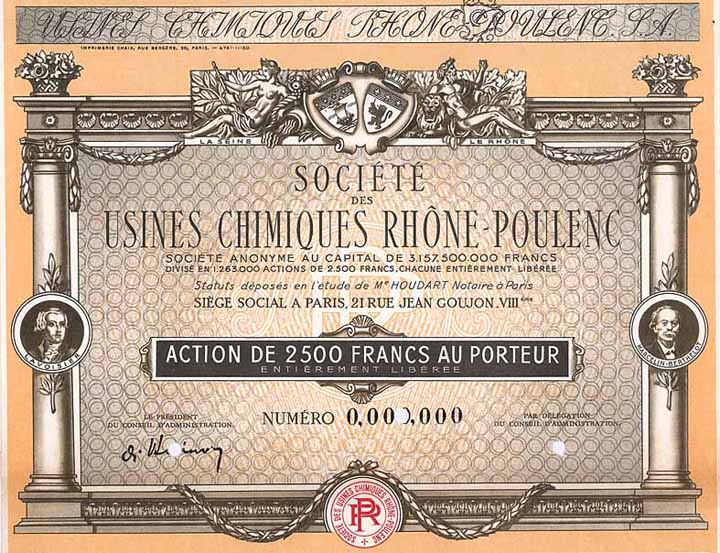 USINES CHIMIQUES RHÔNE-POULENC, S.A.
IMPRIMERIE CHAIX, RUE BERGÈRE, 20, PARIS.
LA SEINE
LE RHÔNE
SOCIÉTÉ
DES
USINES CHIMIQUES RHÔNE-POULENC
SOCIÉTÉ ANONYME AU CAPITAL DE 3.157.500.000 FRANCS
DIVISÉ EN 1.263.000 ACTIONS DE 2.500 FRANCS, CHACUNE ENTIÈREMENT LIBÉRÉE
Statuts déposés en l'étude de Me HOUDART Notaire à Paris
SIÈGE SOCIAL A PARIS, 21 RUE JEAN GOUJON. VIIIème
LAVOISIER
MARCELLIN-BERTHELOT
ACTION DE 2500 FRANCS AU PORTEUR
ENTIÈREMENT LIBÉRÉE
NUMÉRO 0,000,000
LE PRÉSIDENT
DU CONSEIL D'ADMINISTRATION.
PAR DÉLÉGATION
DU CONSEIL D'ADMINISTRATION.
SOCIÉTÉ DES USINES CHIMIQUES RHÔNE-POULENC
RP